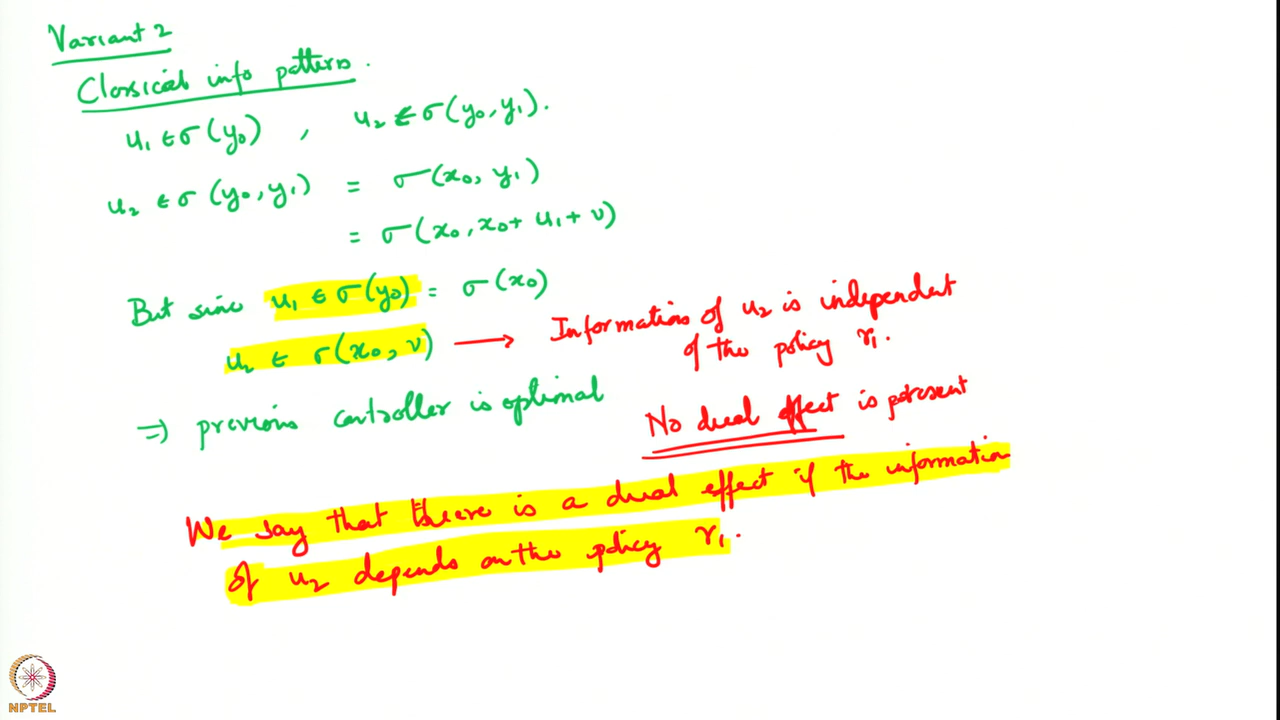 Variant 2
Classical info pattern.
u₁ ∈ σ(y₀) , u₂ ∈ σ(y₀, y₁).
u₂ ∈ σ(y₀, y₁) = σ(x₀, y₁)
= σ(x₀, x₀ + u₁ + v)
But since u₁ ∈ σ(y₀) = σ(x₀)
u₂ ∈ σ(x₀, v) ⟶ Information of u₂ is independent
of the policy γ₁.
⇒ previous controller is optimal
No dual effect is present
We say that there is a dual effect if the information
of u₂ depends on the policy γ₁.
NPTEL